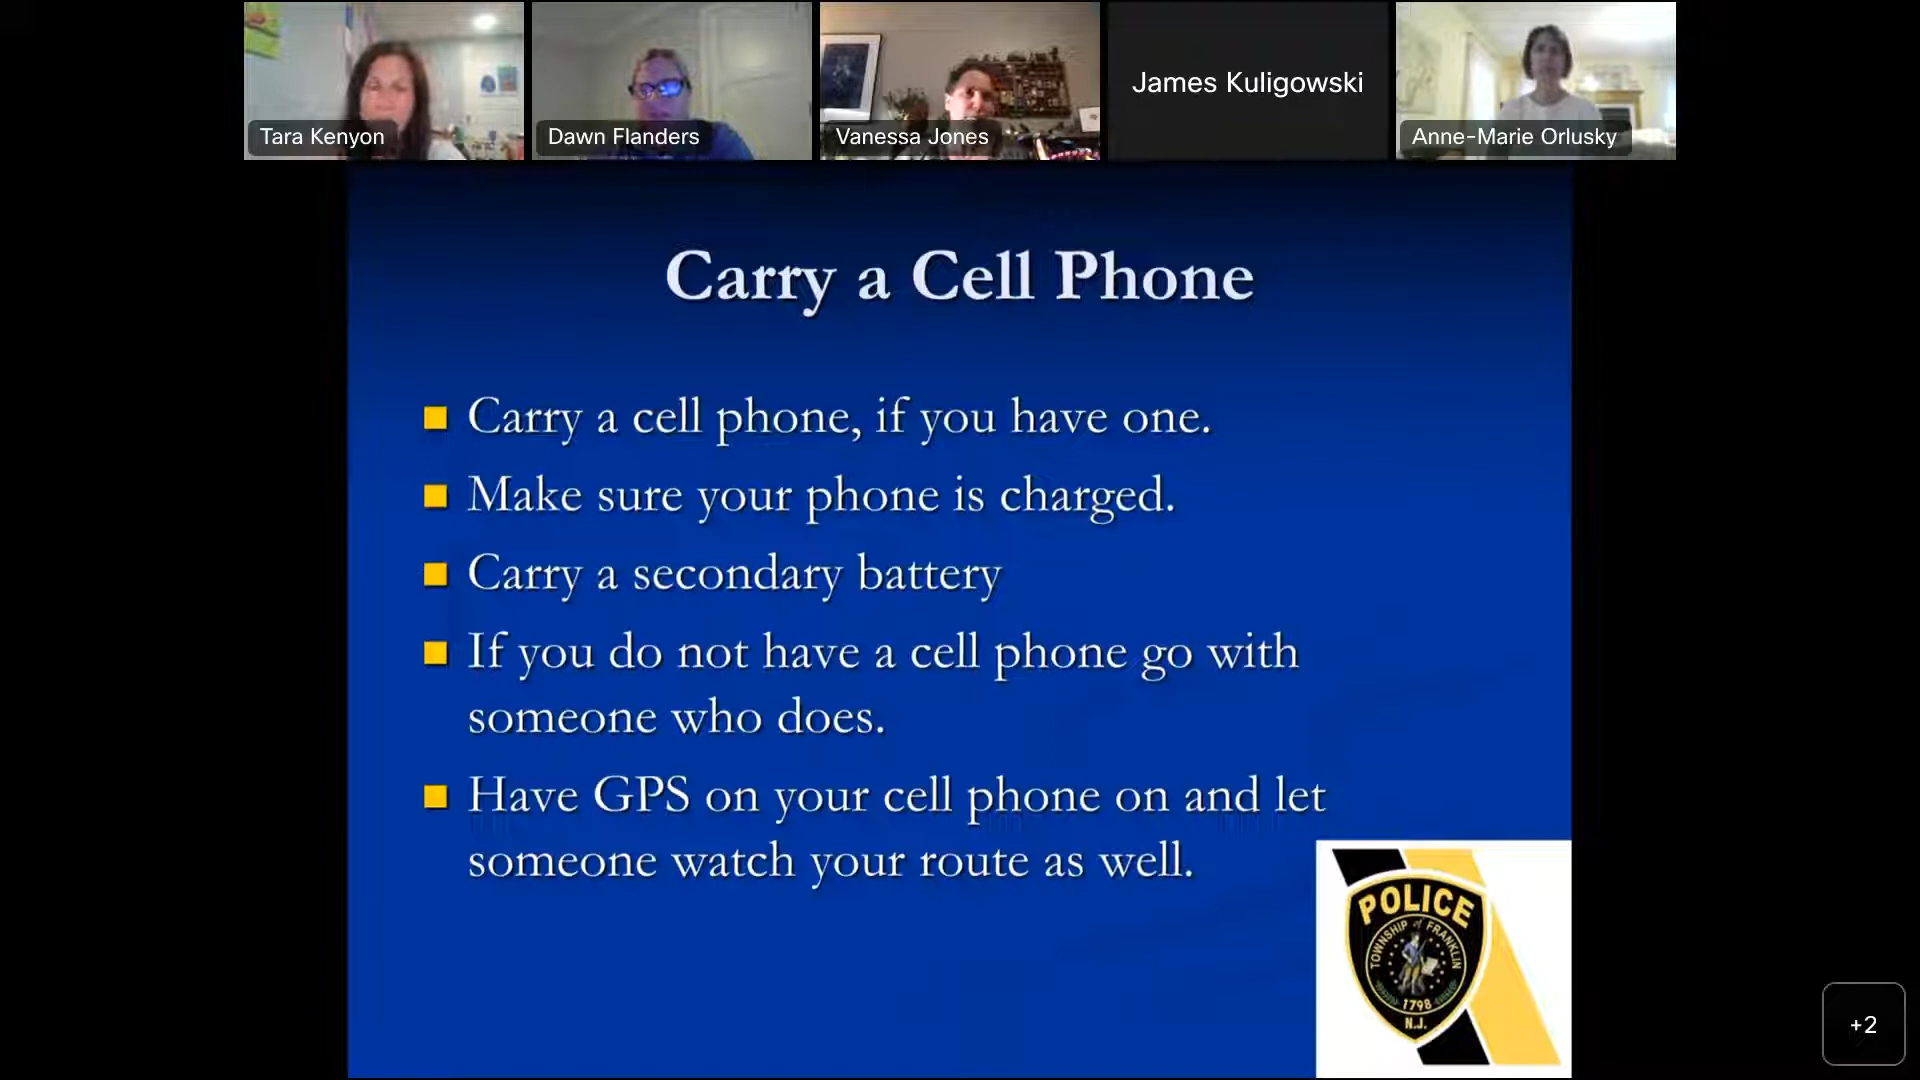 Tara Kenyon
Dawn Flanders
Vanessa Jones
James Kuligowski
Anne-Marie Orlusky
Carry a Cell Phone
Carry a cell phone, if you have one.
Make sure your phone is charged.
Carry a secondary battery
If you do not have a cell phone go with
someone who does.
Have GPS on your cell phone on and let
someone watch your route as well.
POLICE
TOWNSHIP of FRANKLIN
1798
N.J.
+2